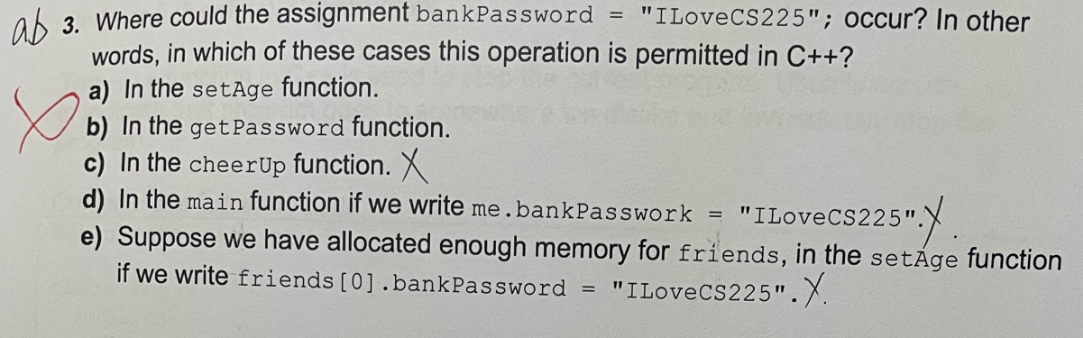 ab 3. Where could the assignment bankPassword = "ILoveCS225"; occur? In other
words, in which of these cases this operation is permitted in C++?
a) In the setAge function.
b) In the getPassword function.
c) In the cheerUp function. X
d) In the main function if we write me.bankPasswork = "ILoveCS225". X
e) Suppose we have allocated enough memory for friends, in the setAge function
if we write friends[0].bankPassword = "ILoveCS225". X.